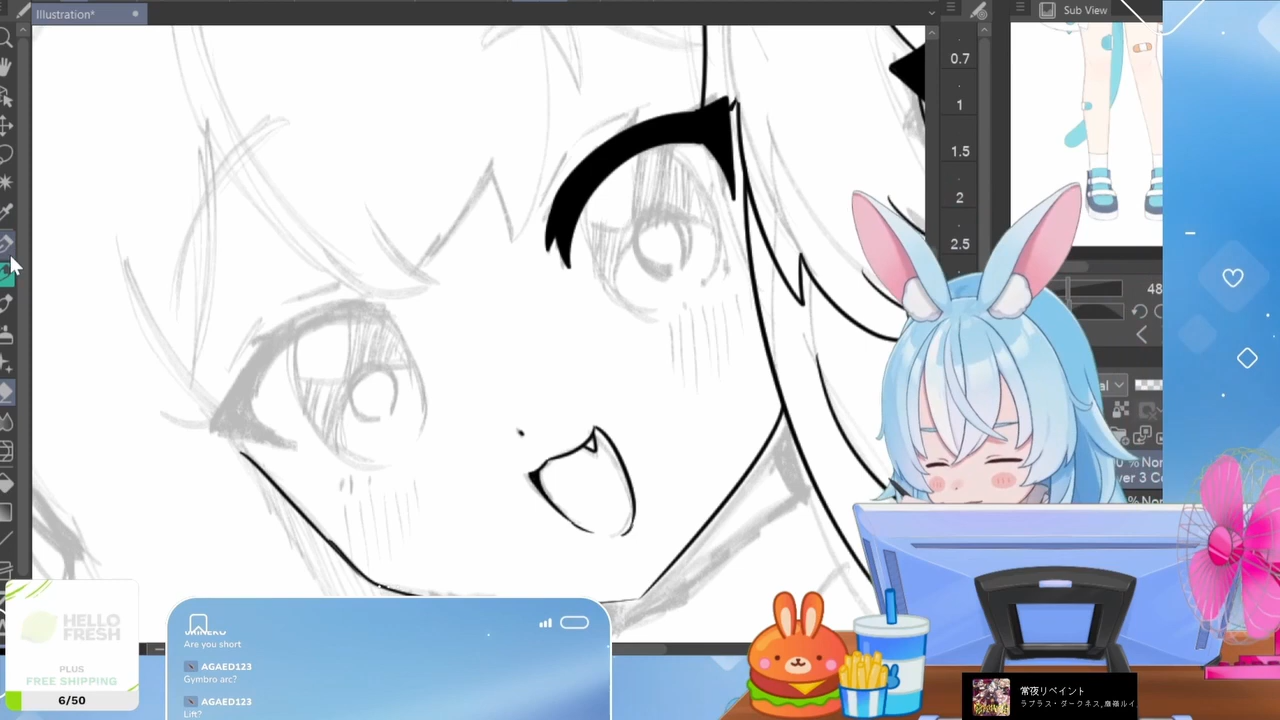 Illustration*
Sub View
0.7
1
1.5
2
2.5
48
HELLO
FRESH
PLUS
FREE SHIPPING
6/50
Are you short
AGAED123
Gymbro arc?
AGAED123
Lift?
常夜リペイント